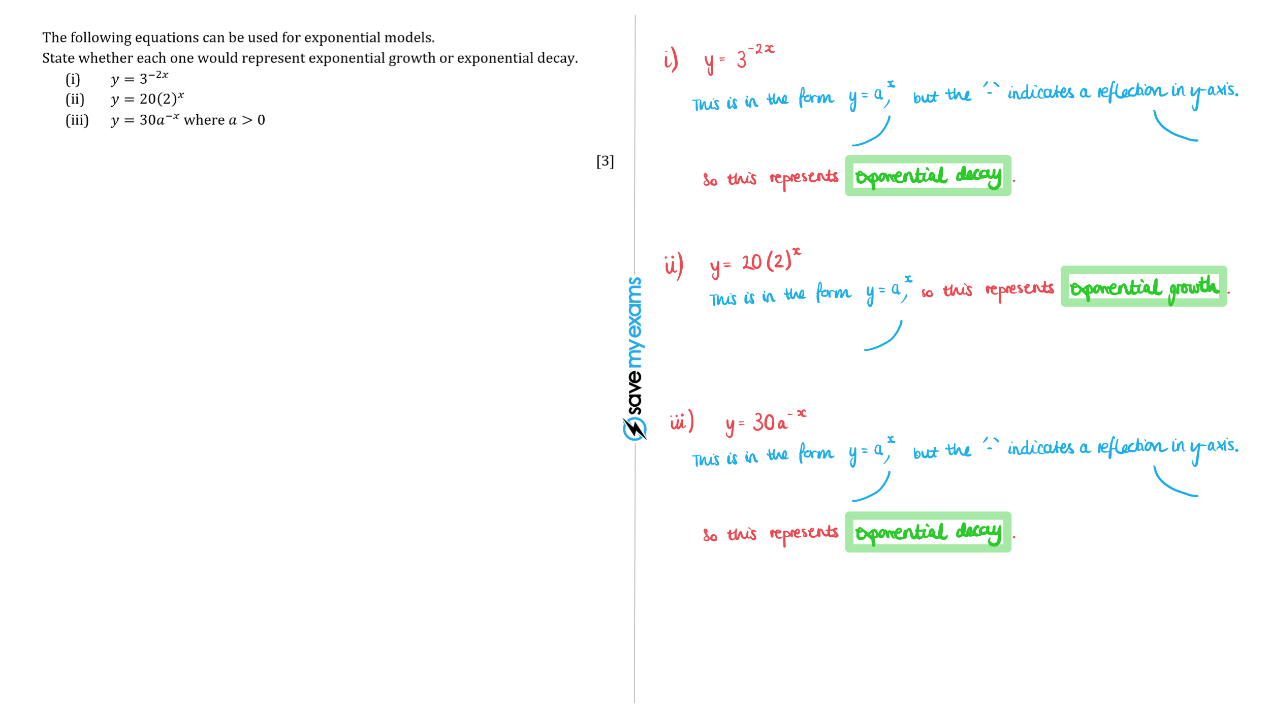 The following equations can be used for exponential models.
State whether each one would represent exponential growth or exponential decay.
(i) y = 3⁻²ˣ
(ii) y = 20(2)ˣ
(iii) y = 30a⁻ˣ where a > 0
[3]
savemyexams
i) y = 3⁻²ˣ
This is in the form y = aˣ, but the '-' indicates a reflection in y-axis.
So this represents exponential decay.
ii) y = 20(2)ˣ
This is in the form y = aˣ, so this represents exponential growth.
iii) y = 30a⁻ˣ
This is in the form y = aˣ, but the '-' indicates a reflection in y-axis.
So this represents exponential decay.